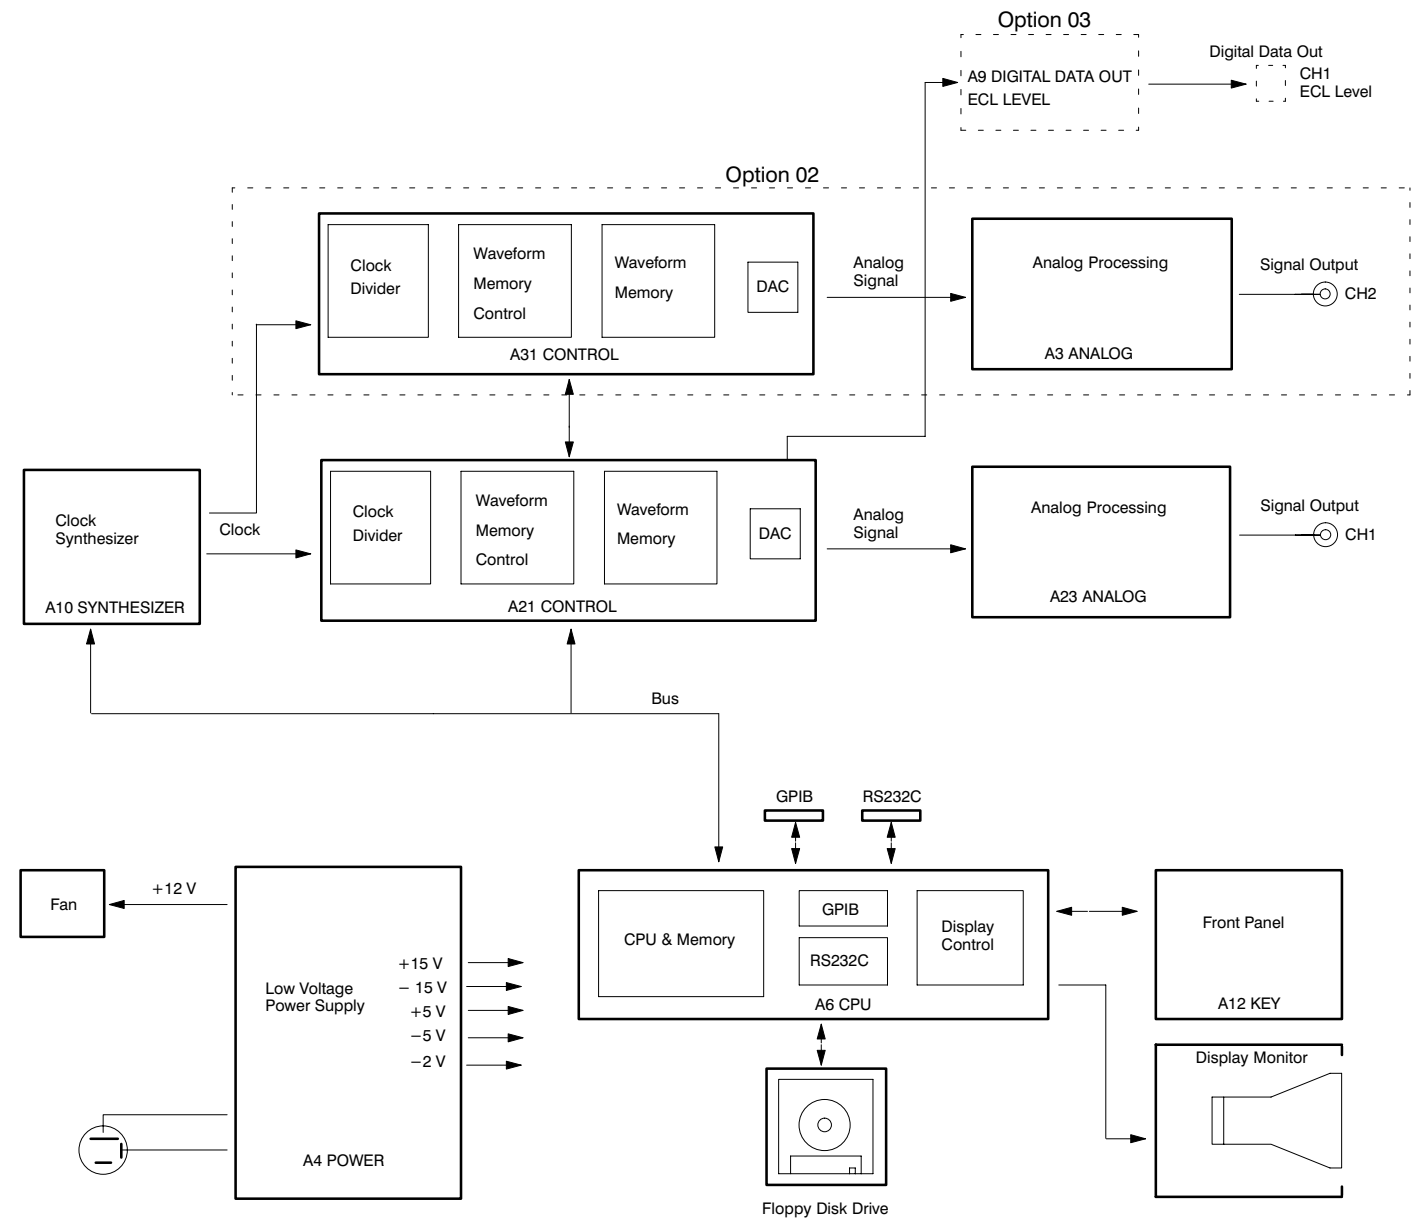 Option 03
Digital Data Out
A9 DIGITAL DATA OUT
ECL LEVEL
CH1
ECL Level
Option 02
Clock
Divider
Waveform
Memory
Control
Waveform
Memory
DAC
A31 CONTROL
Analog
Signal
Analog Processing
A3 ANALOG
Signal Output
CH2
Clock
Synthesizer
A10 SYNTHESIZER
Clock
Clock
Divider
Waveform
Memory
Control
Waveform
Memory
DAC
A21 CONTROL
Analog
Signal
Analog Processing
A23 ANALOG
Signal Output
CH1
Bus
GPIB
RS232C
Fan
+12 V
Low Voltage
Power Supply
+15 V
− 15 V
+5 V
−5 V
−2 V
A4 POWER
CPU & Memory
GPIB
RS232C
Display
Control
A6 CPU
Front Panel
A12 KEY
Display Monitor
Floppy Disk Drive